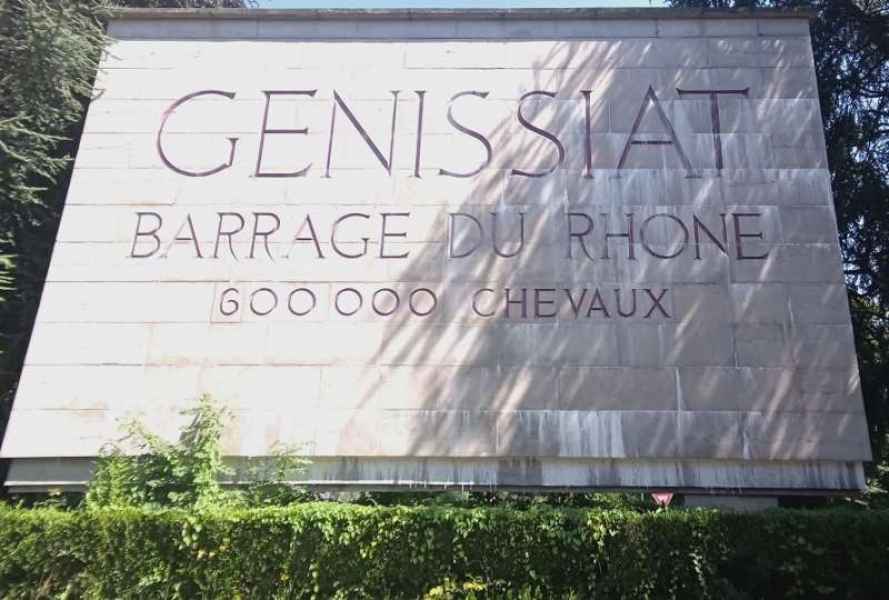 GENISSIAT
BARRAGE DU RHONE
600 000 CHEVAUX